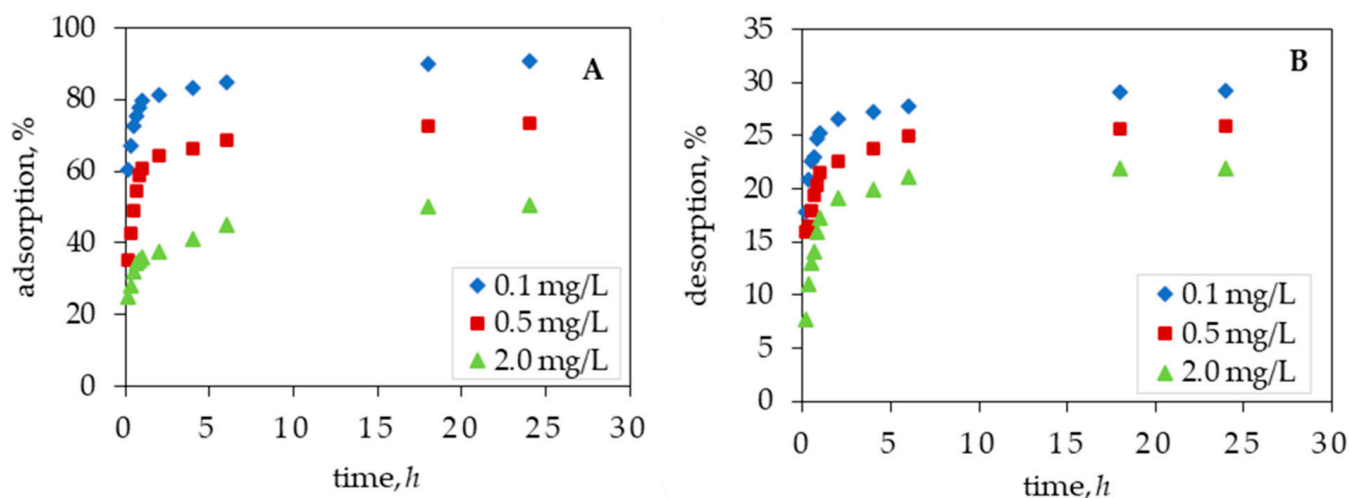 100
80
60
40
20
0
adsorption, %
A
0.1 mg/L
0.5 mg/L
2.0 mg/L
0 5 10 15 20 25 30
time, h
35
30
25
20
15
10
5
0
desorption, %
B
0.1 mg/L
0.5 mg/L
2.0 mg/L
0 5 10 15 20 25 30
time, h